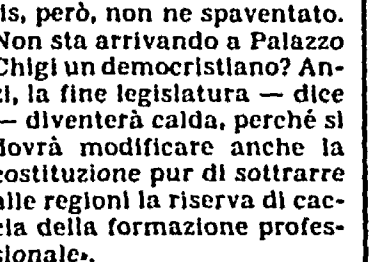 is, però, non ne spaventato.
Non sta arrivando a Palazzo
Chigi un democristiano? An-
zi, la fine legislatura — dice
— diventerà calda, perché si
dovrà modificare anche la
costituzione pur di sottrarre
alle regioni la riserva di cac-
cia della formazione profes-
sionale».